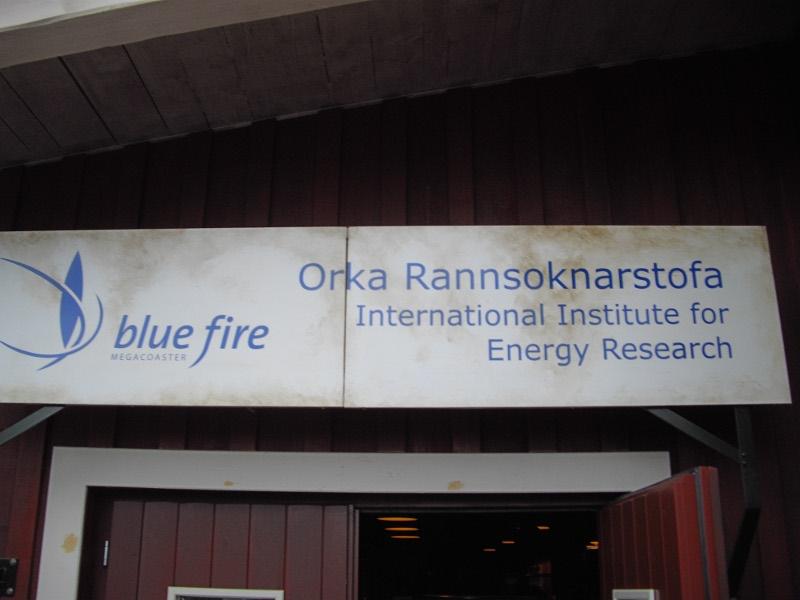 blue fire
MEGACOASTER
Orka Rannsoknarstofa
International Institute for
Energy Research